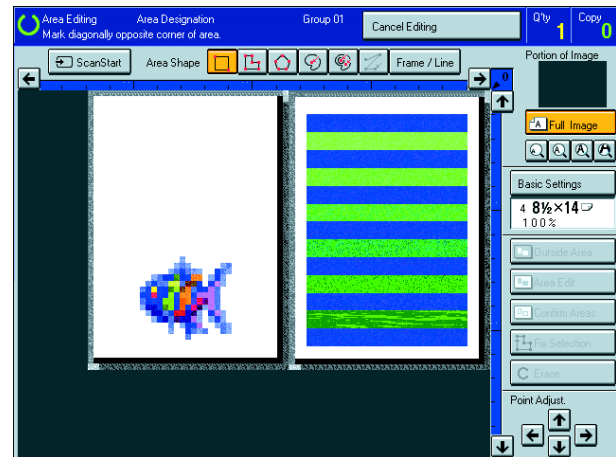 Area Editing Area Designation Group 01
Mark diagonally opposite corner of area.
Cancel Editing
Q'ty 1
Copy 0
ScanStart Area Shape Frame / Line
Portion of Image
0
Full Image
A A A A
Basic Settings
4 8½×14
100%
Outside Area
Area Edit
Confirm Areas
Fix Selection
C Erase
Point Adjust.